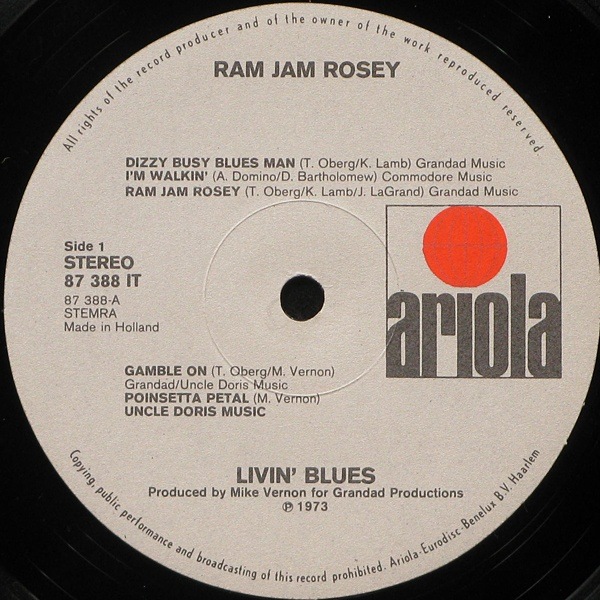 All rights of the record producer and of the owner of the work reproduced reserved.
RAM JAM ROSEY
DIZZY BUSY BLUES MAN (T. Oberg/K. Lamb) Grandad Music
I'M WALKIN' (A. Domino/D. Bartholomew) Commodore Music
RAM JAM ROSEY (T. Oberg/K. Lamb/J. LaGrand) Grandad Music
Side 1
STEREO
87 388 IT
87 388-A
STEMRA
Made in Holland
ariola
GAMBLE ON (T. Oberg/M. Vernon)
Grandad/Uncle Doris Music
POINSETTA PETAL (M. Vernon)
UNCLE DORIS MUSIC
LIVIN' BLUES
Produced by Mike Vernon for Grandad Productions
℗ 1973
Copying, public performance and broadcasting of this record prohibited. Ariola-Eurodisc-Benelux B.V. Haarlem